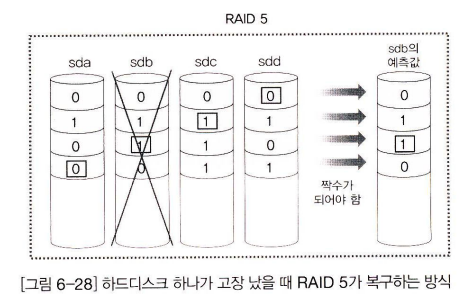 RAID 5
sda sdb sdc sdd sdb의
예측값
0 0 0 0 0
1 1 1 1 1
0 1 1 0 1
0 0 1 1 0
짝수가
되어야 함
[그림 6-28] 하드디스크 하나가 고장 났을 때 RAID 5가 복구하는 방식